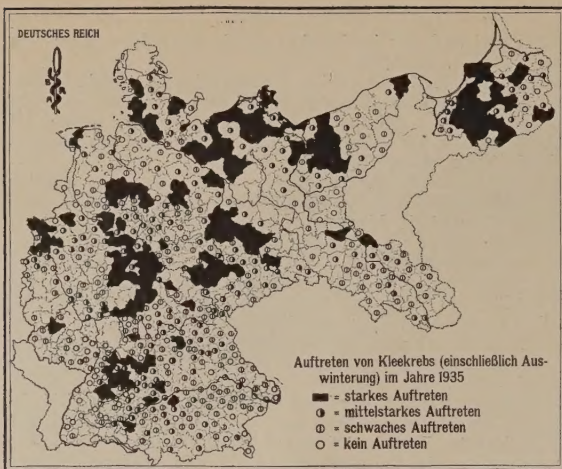 DEUTSCHES REICH
Auftreten von Kleekrebs (einschließlich Aus-
winterung) im Jahre 1935
= starkes Auftreten
= mittelstarkes Auftreten
= schwaches Auftreten
= kein Auftreten